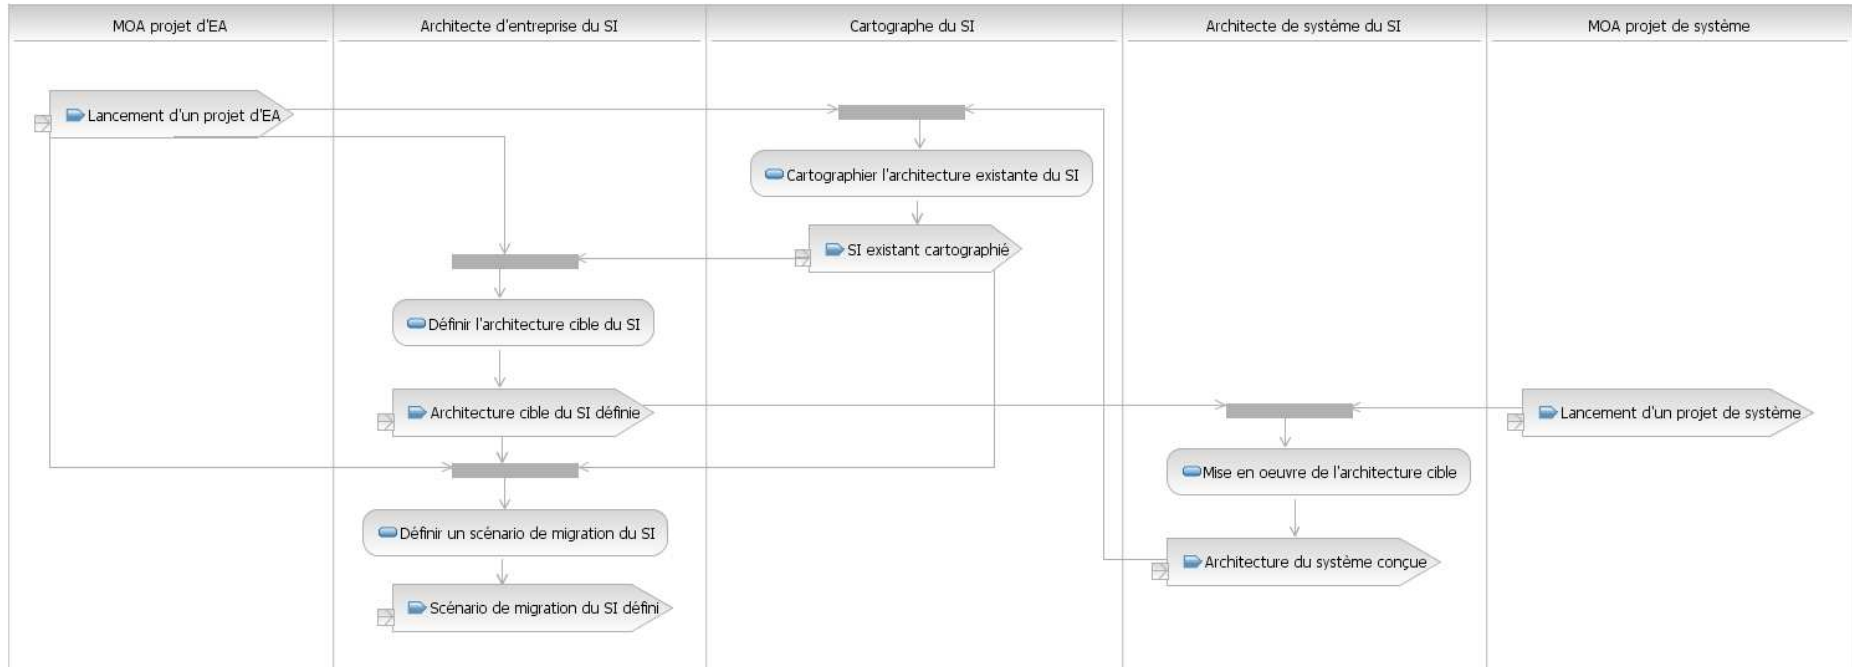 MOA projet d'EA
Architecte d'entreprise du SI
Cartographe du SI
Architecte de système du SI
MOA projet de système
Lancement d'un projet d'EA
Cartographier l'architecture existante du SI
SI existant cartographié
Définir l'architecture cible du SI
Architecture cible du SI définie
Lancement d'un projet de système
Mise en oeuvre de l'architecture cible
Définir un scénario de migration du SI
Architecture du système conçue
Scénario de migration du SI défini